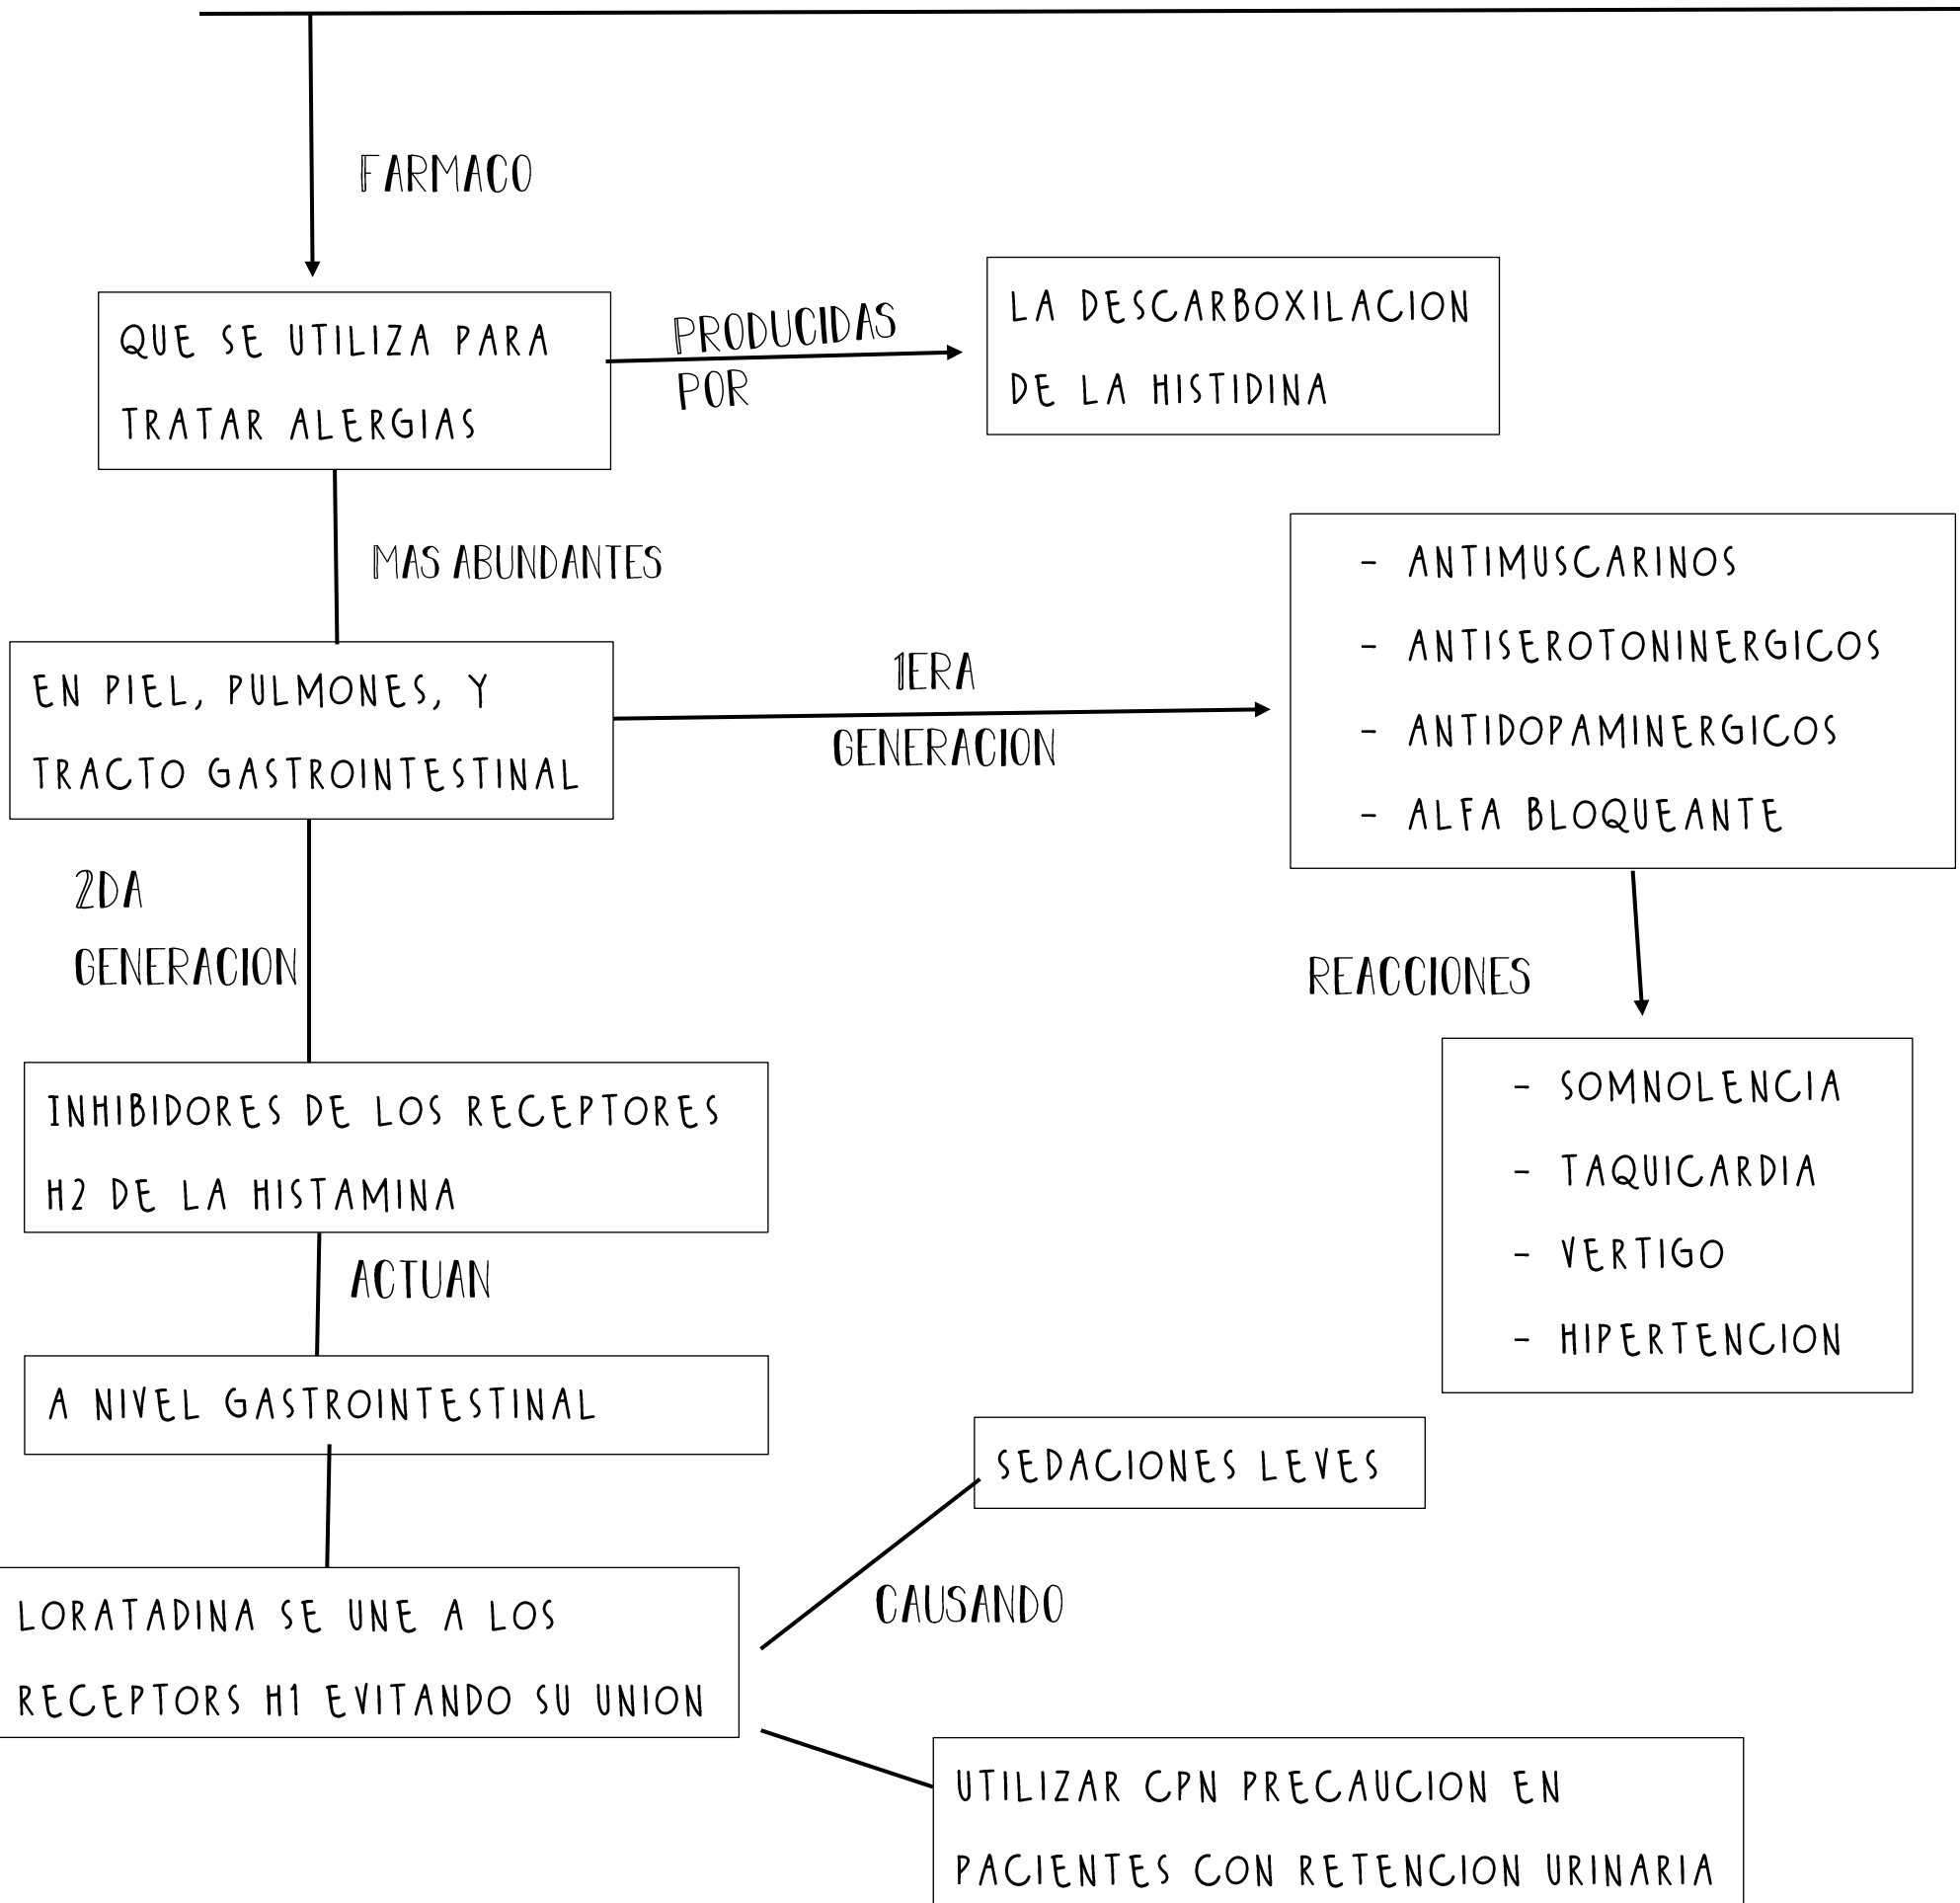 FARMACO
QUE SE UTILIZA PARA
TRATAR ALERGIAS
PRODUCIDAS
POR
LA DESCARBOXILACION
DE LA HISTIDINA
MAS ABUNDANTES
EN PIEL, PULMONES, Y
TRACTO GASTROINTESTINAL
1ERA
GENERACION
- ANTIMUSCARINOS
- ANTISEROTONINERGICOS
- ANTIDOPAMINERGICOS
- ALFA BLOQUEANTE
REACCIONES
- SOMNOLENCIA
- TAQUICARDIA
- VERTIGO
- HIPERTENCION
2DA
GENERACION
INHIBIDORES DE LOS RECEPTORES
H2 DE LA HISTAMINA
ACTUAN
A NIVEL GASTROINTESTINAL
LORATADINA SE UNE A LOS
RECEPTORS H1 EVITANDO SU UNION
CAUSANDO
SEDACIONES LEVES
UTILIZAR CPN PRECAUCION EN
PACIENTES CON RETENCION URINARIA